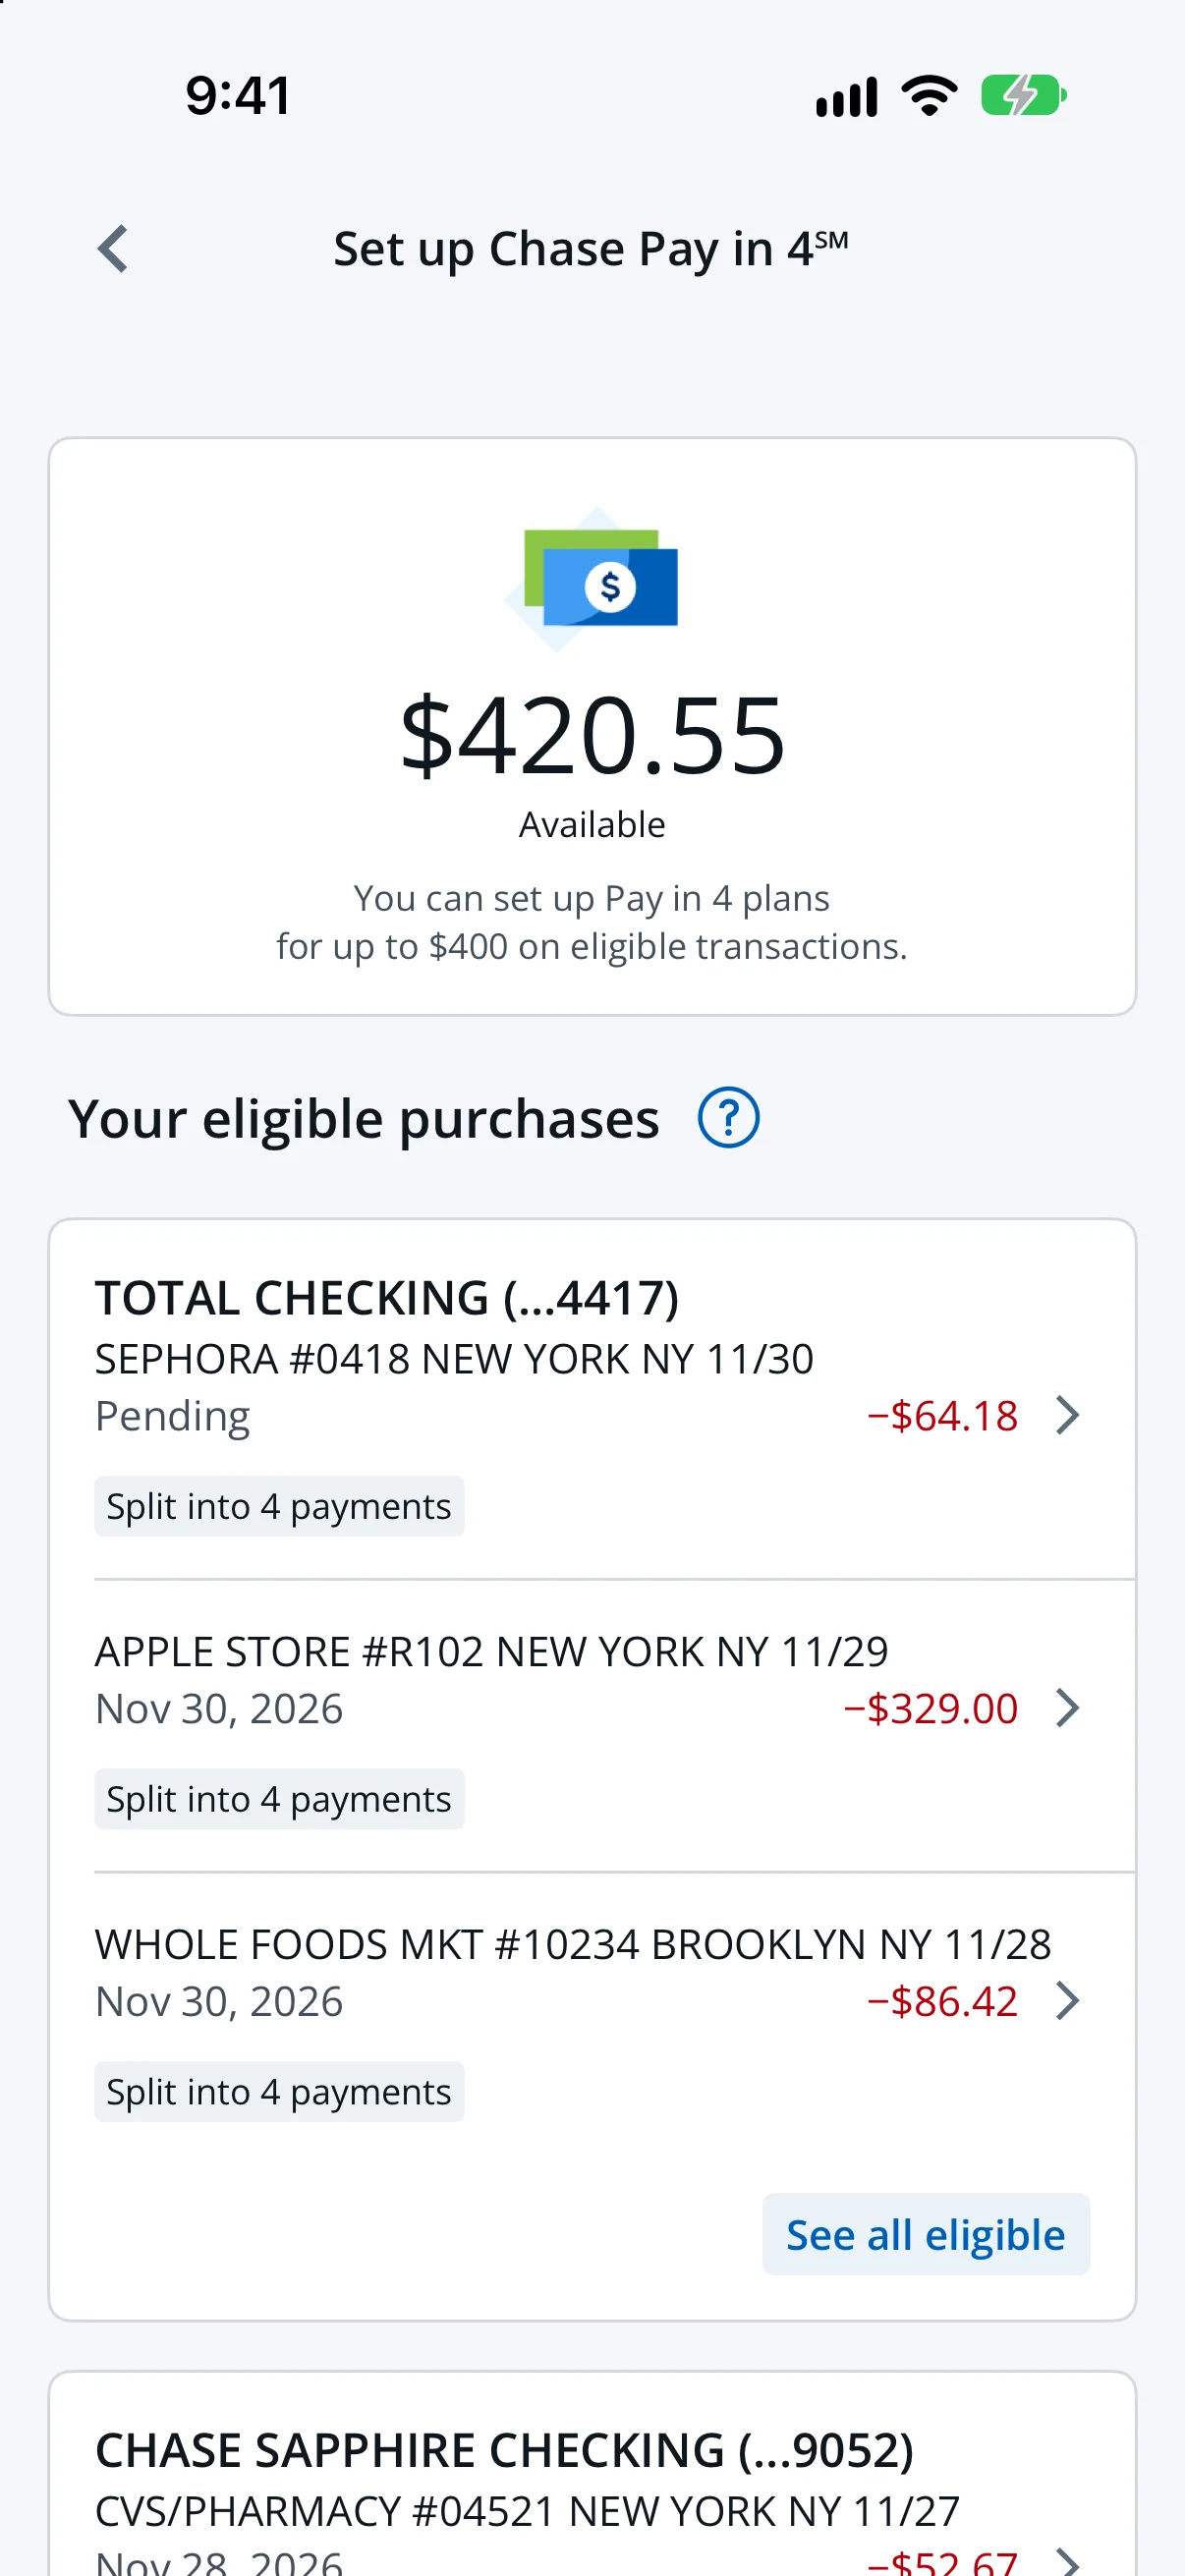 9:41
Set up Chase Pay in 4℠
$
$420.55
Available
You can set up Pay in 4 plans
for up to $400 on eligible transactions.
Your eligible purchases ?
TOTAL CHECKING (...4417)
SEPHORA #0418 NEW YORK NY 11/30
Pending −$64.18
Split into 4 payments
APPLE STORE #R102 NEW YORK NY 11/29
Nov 30, 2026 −$329.00
Split into 4 payments
WHOLE FOODS MKT #10234 BROOKLYN NY 11/28
Nov 30, 2026 −$86.42
Split into 4 payments
See all eligible
CHASE SAPPHIRE CHECKING (...9052)
CVS/PHARMACY #04521 NEW YORK NY 11/27
Nov 28, 2026 −$52.67